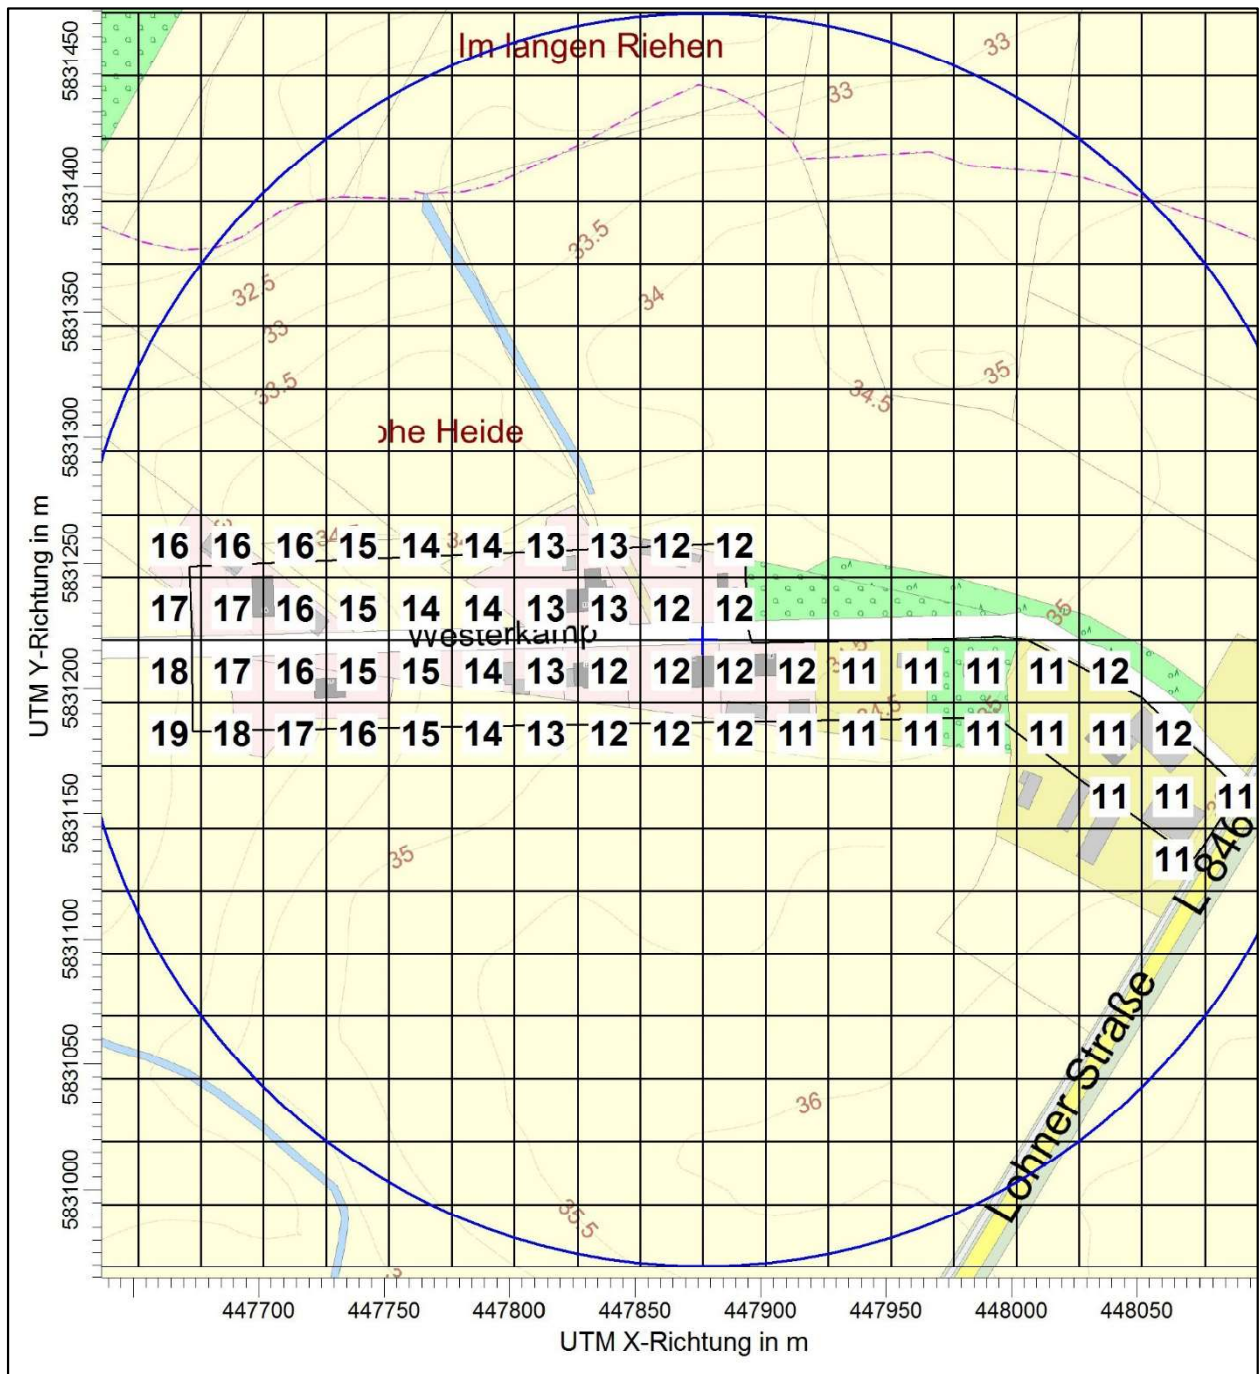 Im langen Riehen
33
33
33.5
32.5
34
33
35
33.5
34.5
ohe Heide
16 16 16 15 14 14 13 13 12 12
17 17 16 15 14 14 13 13 12 12
35
Westerkamp
18 17 16 15 15 14 13 12 12 12 12 11 11 11 11 12
34.5
19 18 17 16 15 14 13 12 12 12 11 11 11 11 11 11 12
11 11 11
11
L 846
35
Lohner Straße
36
35.5
5831450
5831400
5831350
5831300
5831250
5831200
5831150
5831100
5831050
5831000
UTM Y-Richtung in m
447700 447750 447800 447850 447900 447950 448000 448050
UTM X-Richtung in m